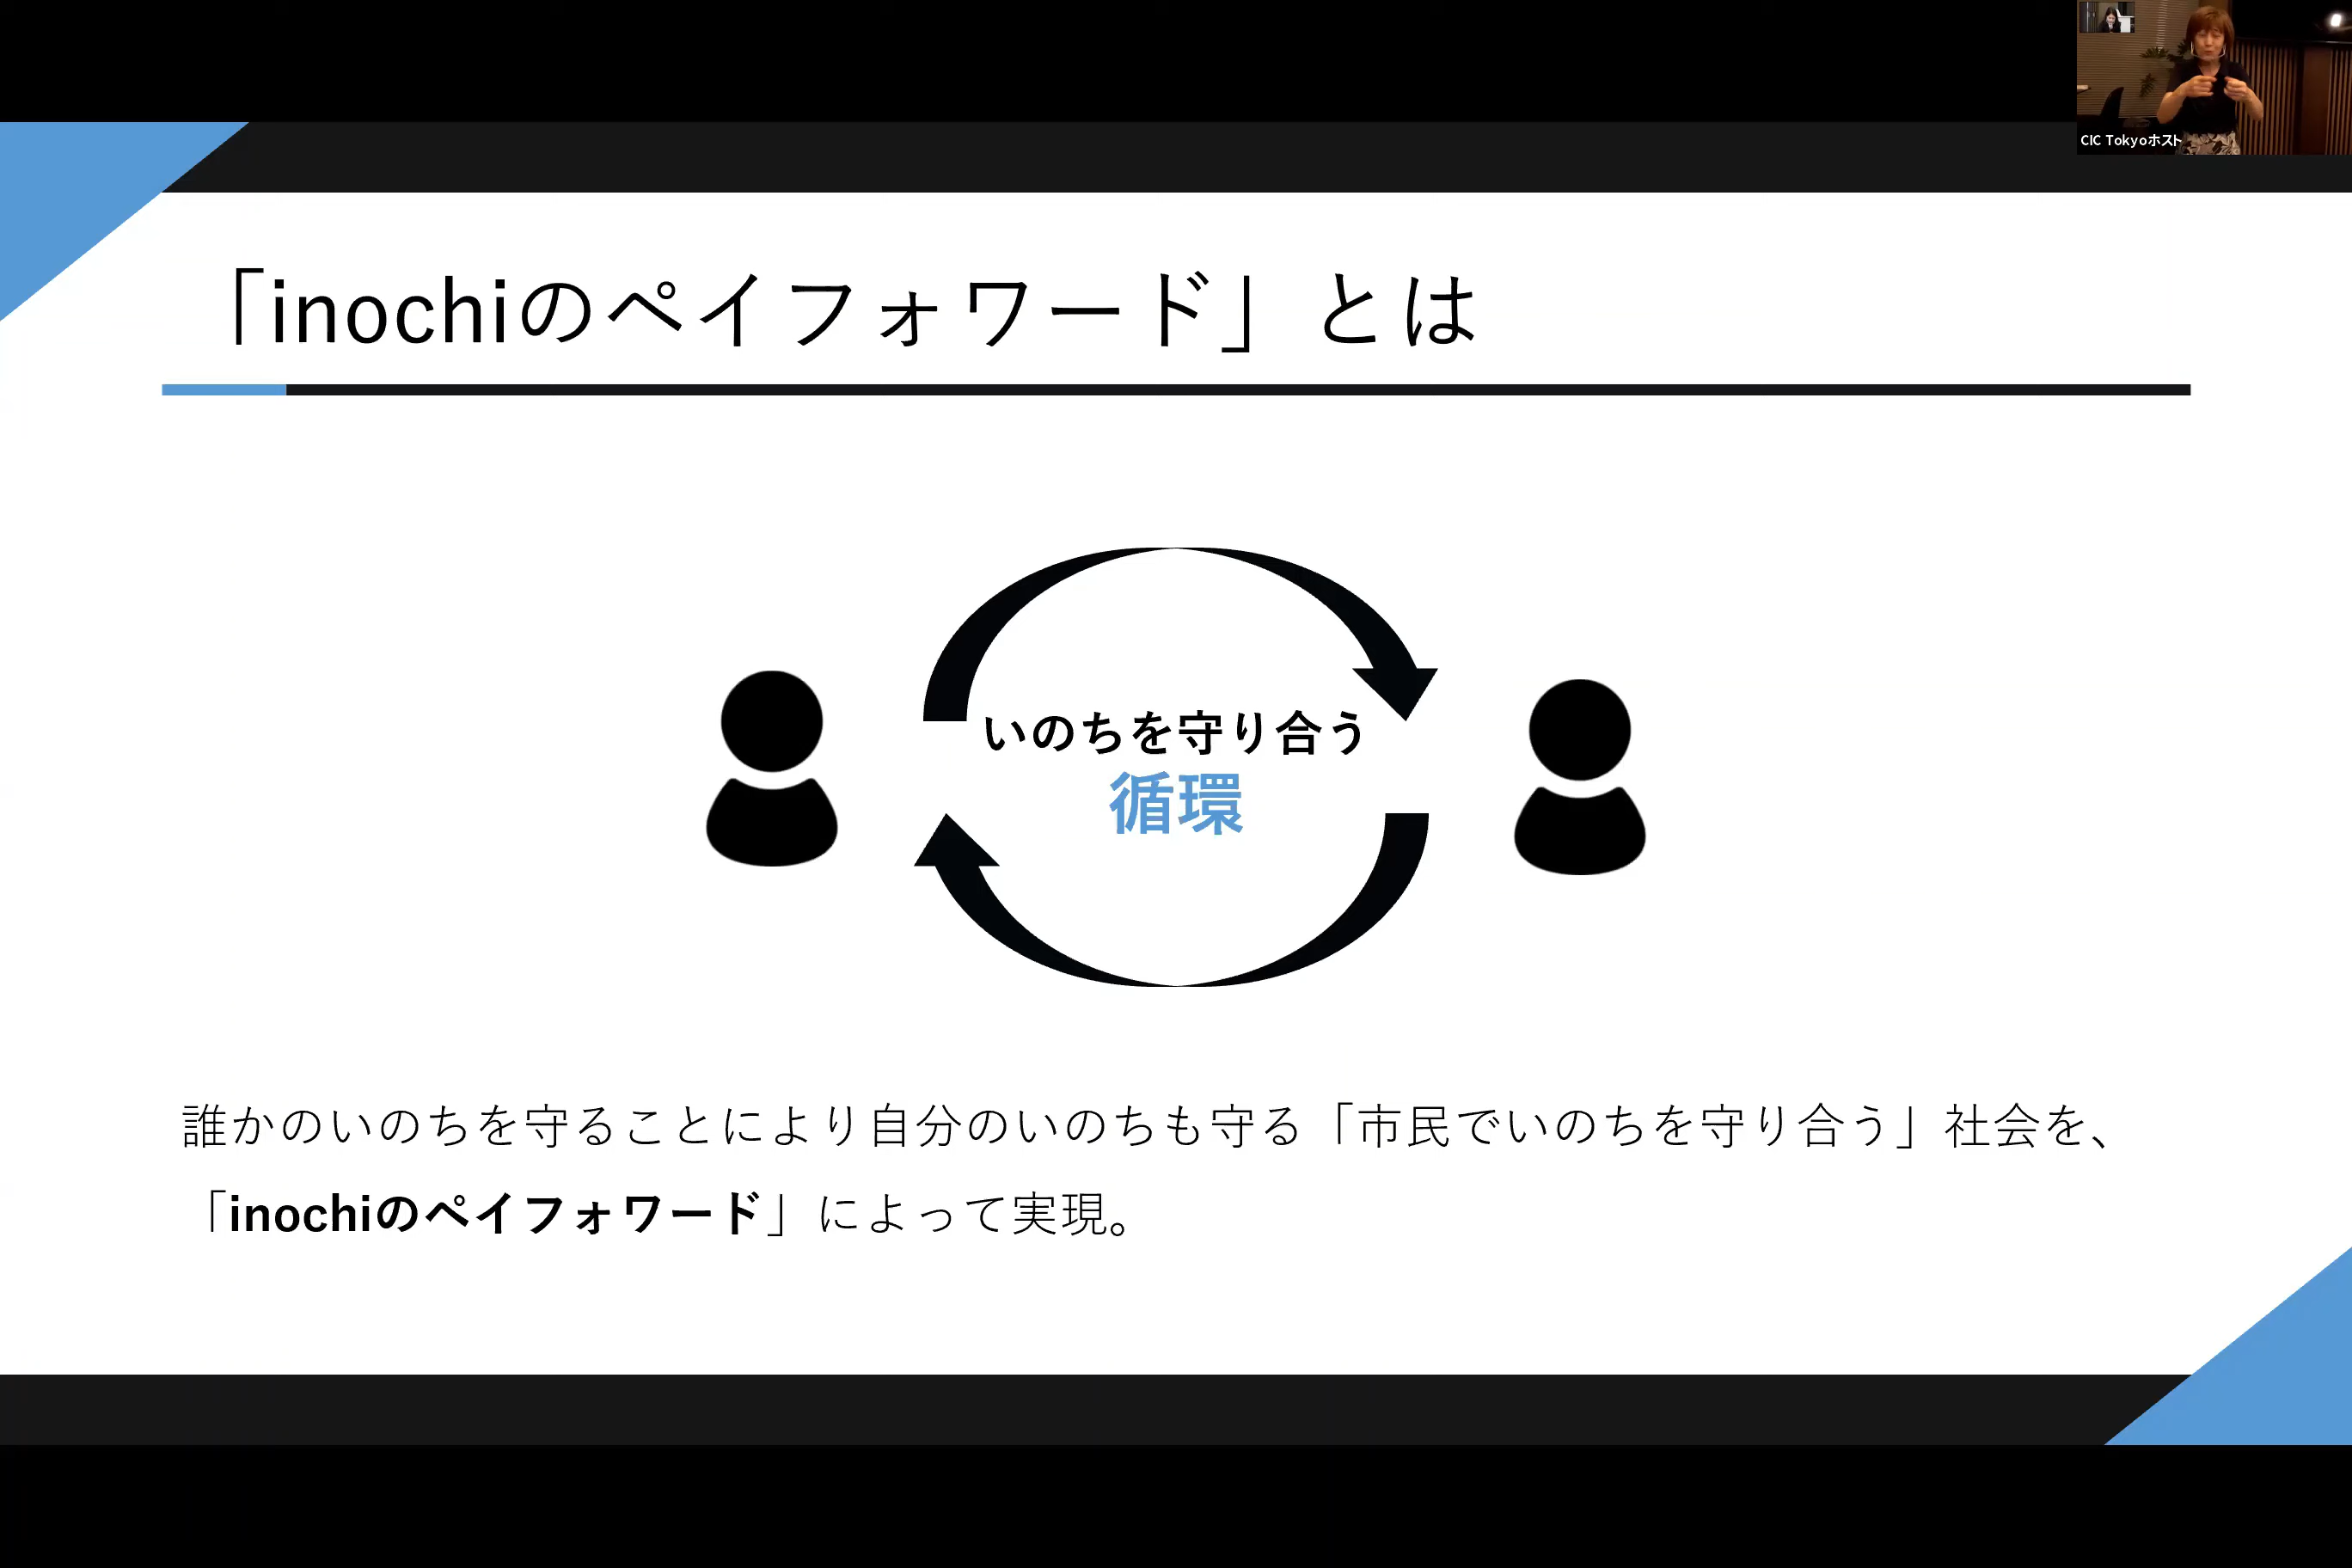 CIC Tokyoホスト
「inochiのペイフォワード」とは
いのちを守り合う
循環
誰かのいのちを守ることにより自分のいのちも守る「市民でいのちを守り合う」社会を、
「inochiのペイフォワード」によって実現。